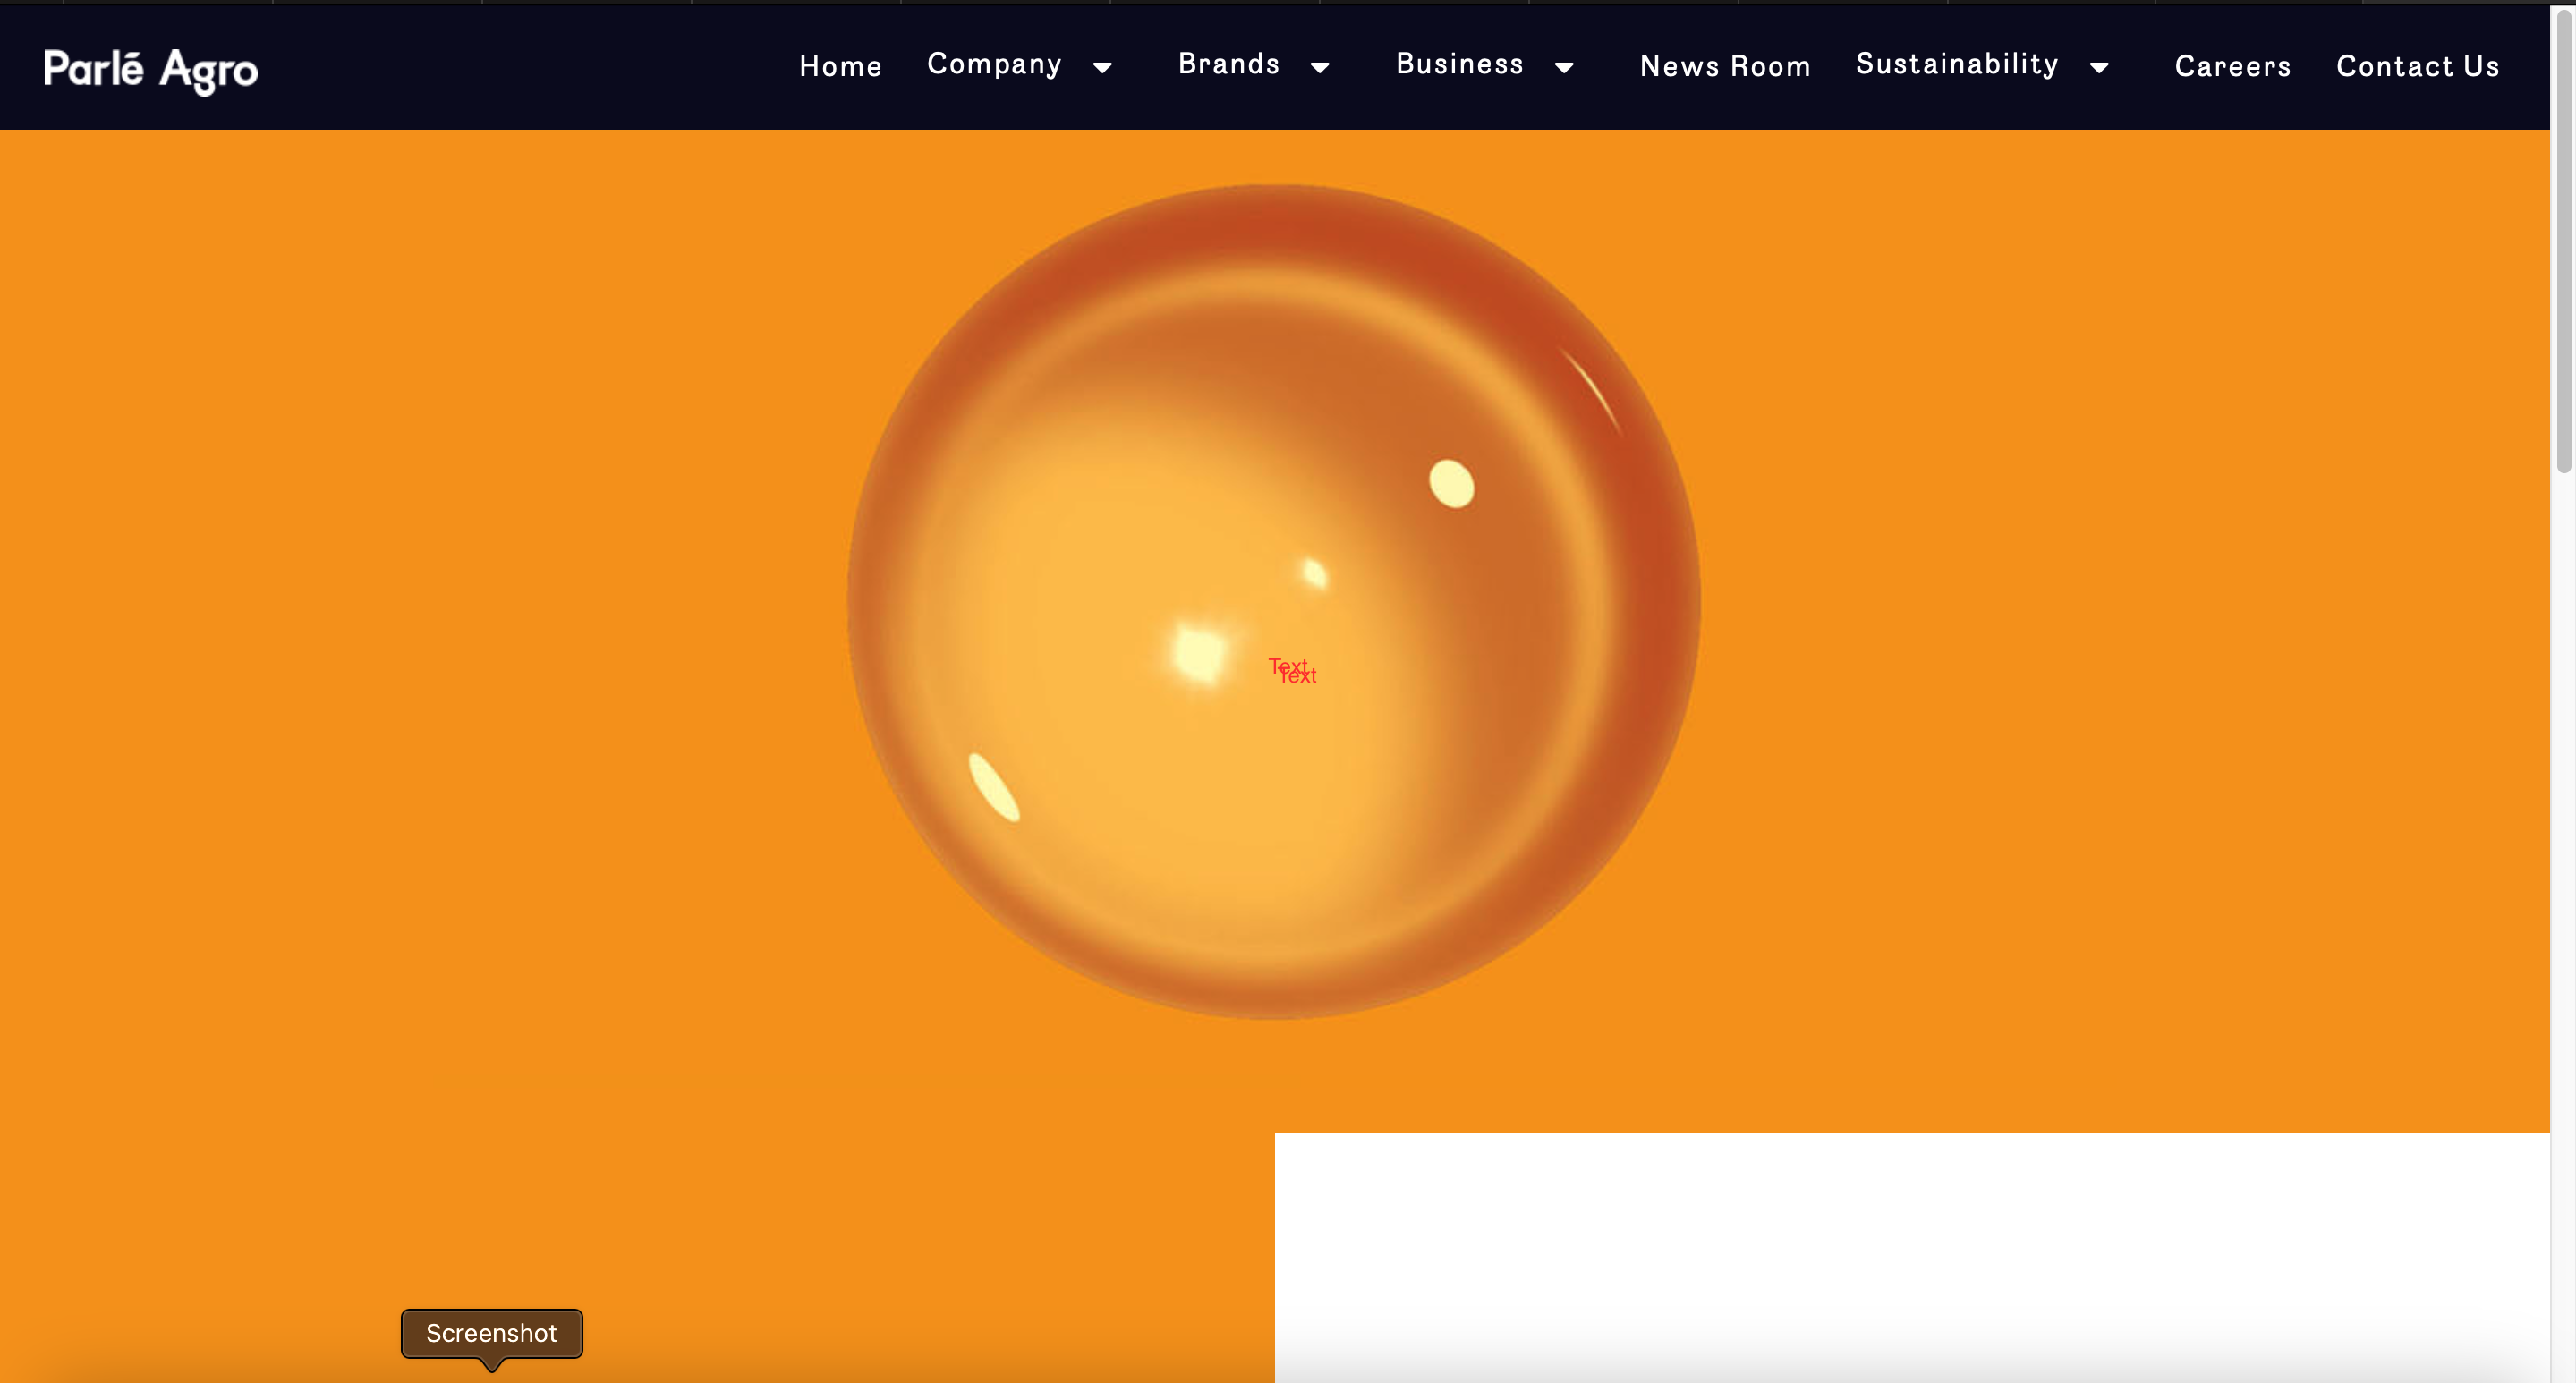 Parlé Agro
Home Company Brands Business News Room Sustainability Careers Contact Us
Text
Text
Screenshot